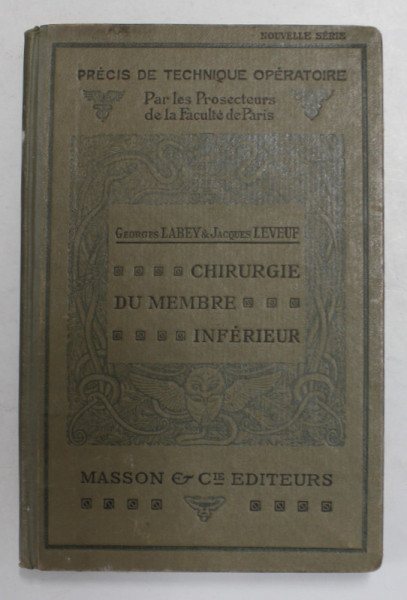 NOUVELLE SÉRIE
PRÉCIS DE TECHNIQUE OPÉRATOIRE
Par les Prosecteurs
de la Faculté de Paris
GEORGES LABEY & JACQUES LEVEUF
CHIRURGIE
DU MEMBRE
INFÉRIEUR
MASSON & CIE EDITEURS